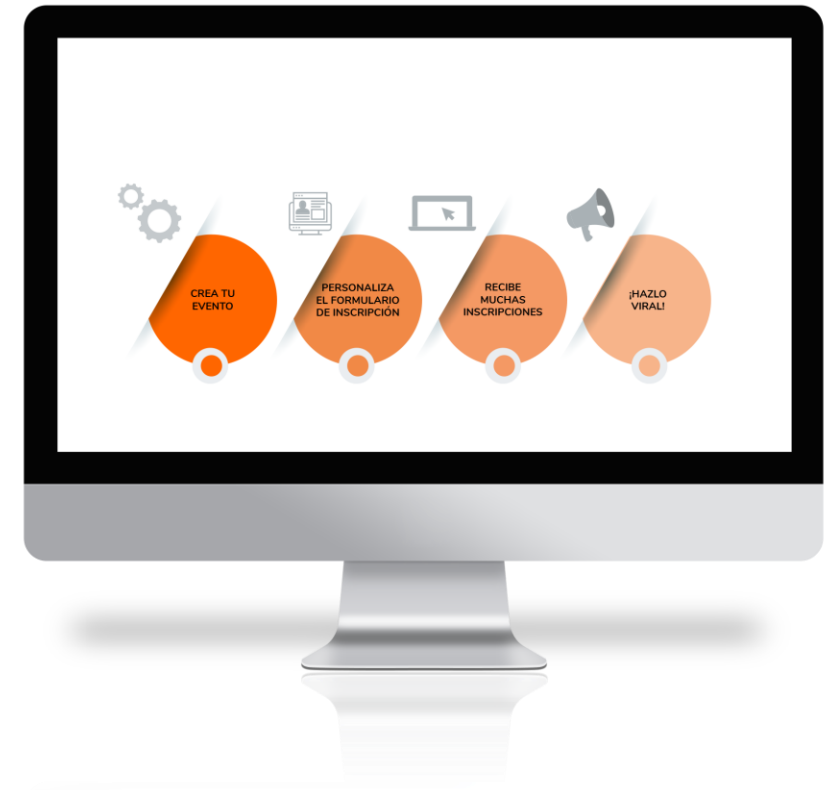 CREA TU
EVENTO
PERSONALIZA
EL FORMULARIO
DE INSCRIPCIÓN
RECIBE
MUCHAS
INSCRIPCIONES
¡HAZLO
VIRAL!